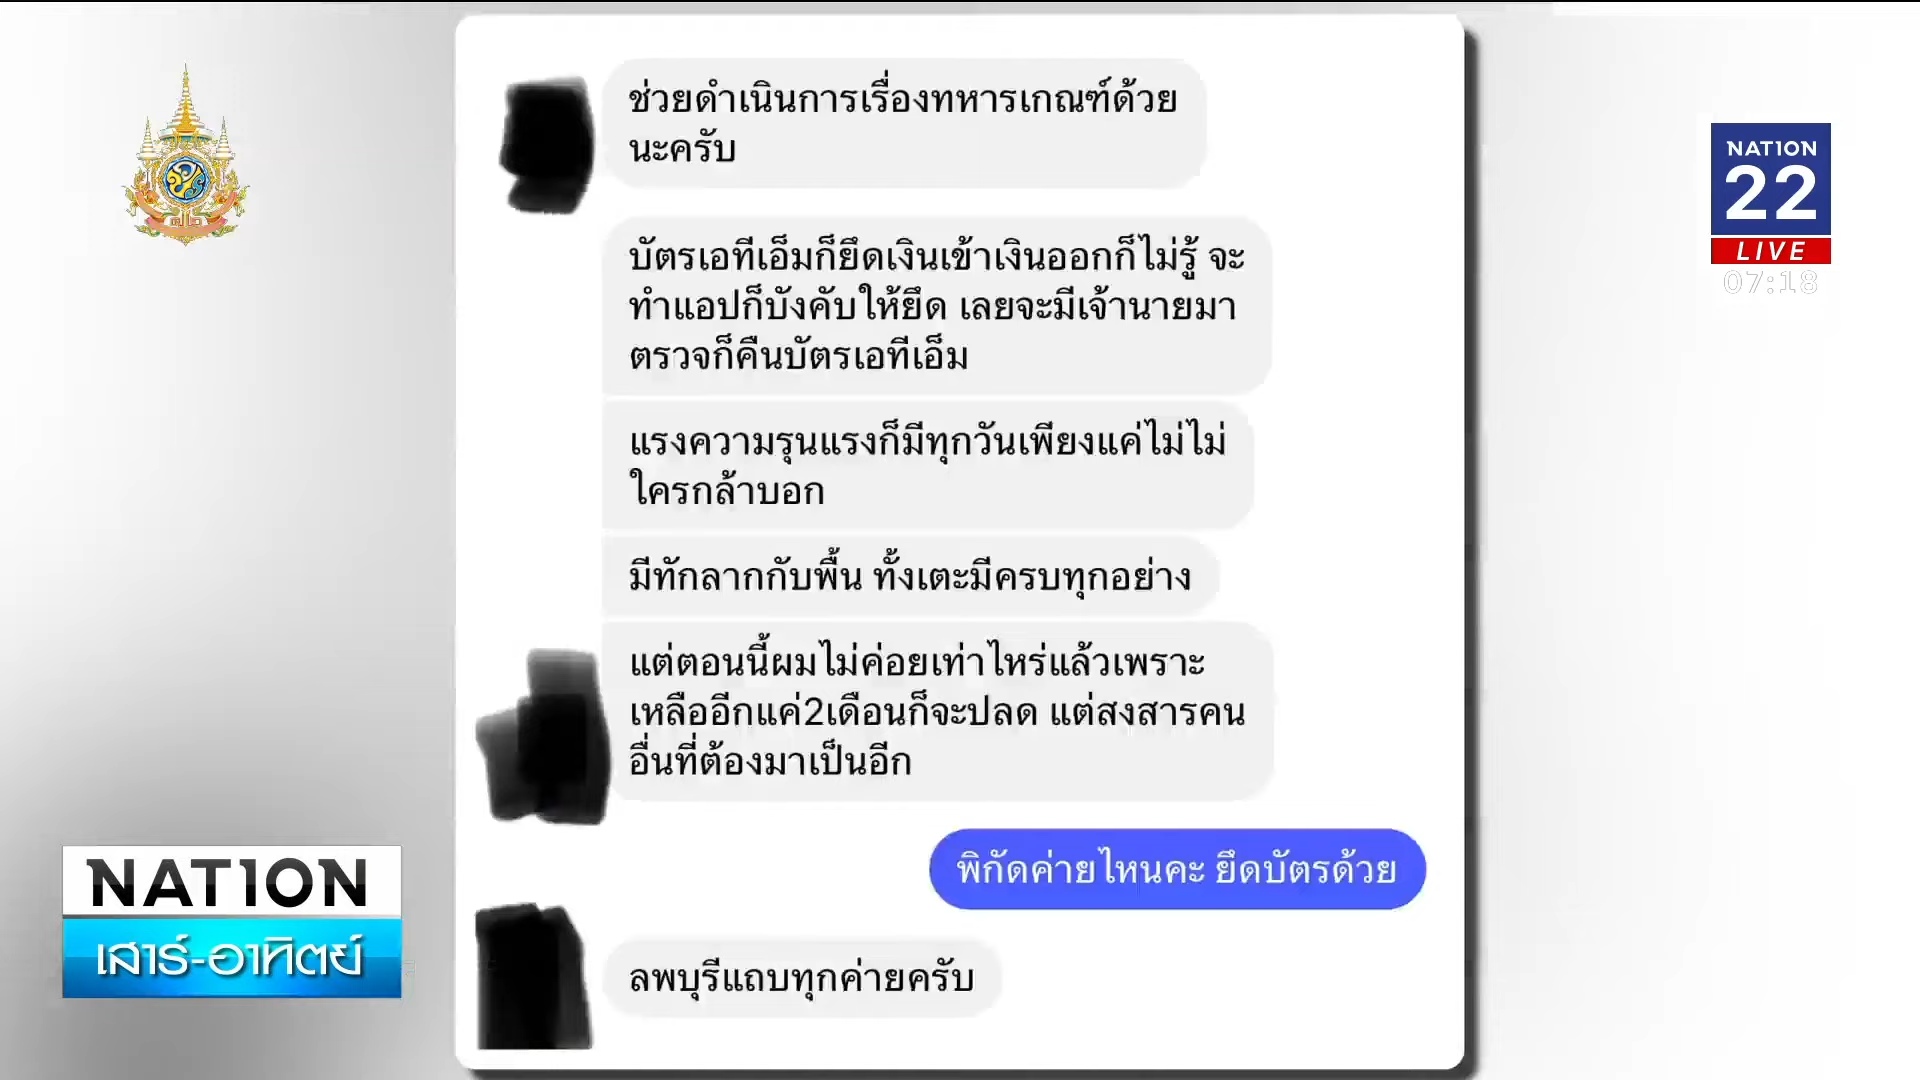 ช่วยดำเนินการเรื่องทหารเกณฑ์ด้วย
นะครับ
บัตรเอทีเอ็มก็ยึดเงินเข้าเงินออกก็ไม่รู้ จะ
ทำแอปก็บังคับให้ยึด เลยจะมีเจ้านายมา
ตรวจก็คืนบัตรเอทีเอ็ม
แรงความรุนแรงก็มีทุกวันเพียงแค่ไม่ไม่
ใครกล้าบอก
มีทักลากกับพื้น ทั้งเตะมีครบทุกอย่าง
แต่ตอนนี้ผมไม่ค่อยเท่าไหร่แล้วเพราะ
เหลืออีกแค่2เดือนก็จะปลด แต่สงสารคน
อื่นที่ต้องมาเป็นอีก
พิกัดค่ายไหนคะ ยึดบัตรด้วย
ลพบุรีแถบทุกค่ายครับ
NATION
22
LIVE
07:18
NATION
เสาร์-อาทิตย์